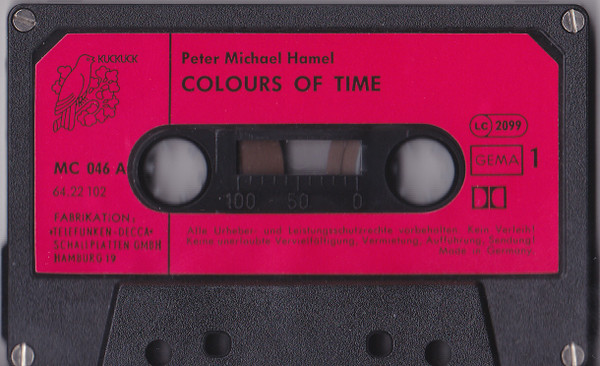 KUCKUCK
Peter Michael Hamel
COLOURS OF TIME
LC 2099
MC 046 A
64.22 102
GEMA
1
100 50 0
FABRIKATION:
»TELEFUNKEN-DECCA«
SCHALLPLATTEN GMBH
HAMBURG 19
Alle Urheber- und Leistungsschutzrechte vorbehalten. Kein Verleih!
Keine unerlaubte Vervielfältigung, Vermietung, Aufführung, Sendung!
Made in Germany